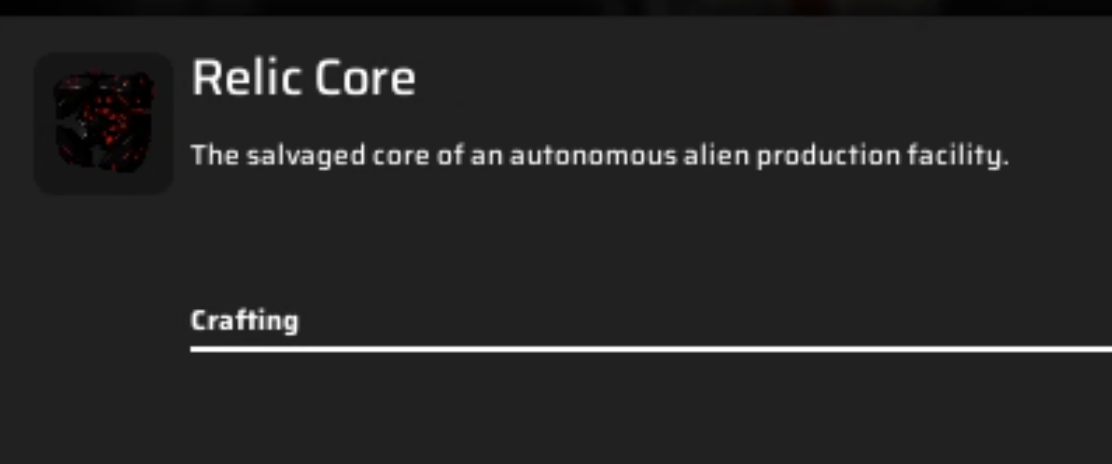 Relic Core
The salvaged core of an autonomous alien production facility.
Crafting